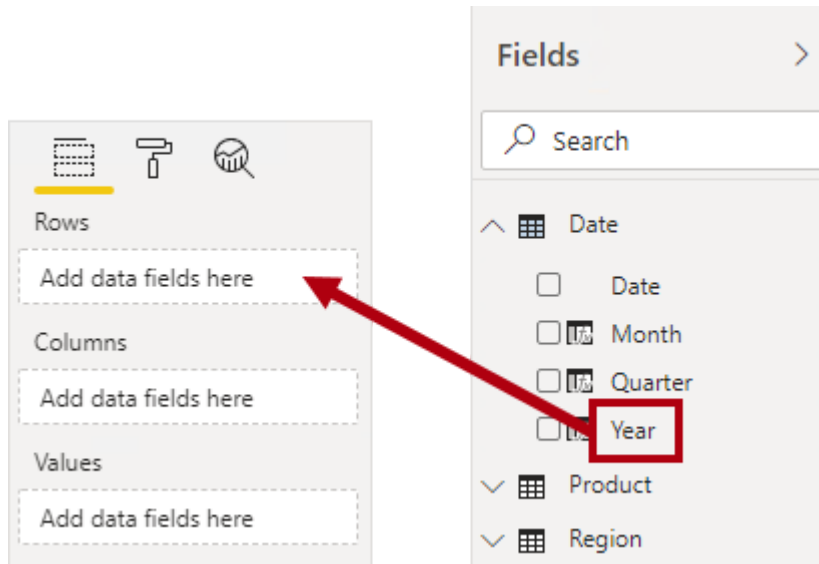 Fields
Search
Rows
Add data fields here
Columns
Add data fields here
Values
Add data fields here
Date
Date
Month
Quarter
Year
Product
Region